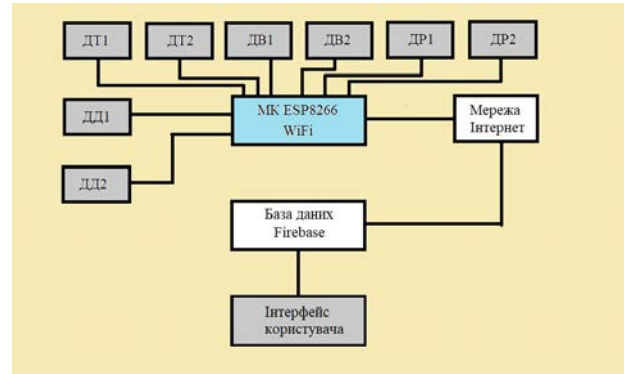 ДТ1
ДТ2
ДВ1
ДВ2
ДР1
ДР2
ДД1
МК ESP8266
WiFi
Мережа
Інтернет
ДД2
База даних
Firebase
Інтерфейс
користувача